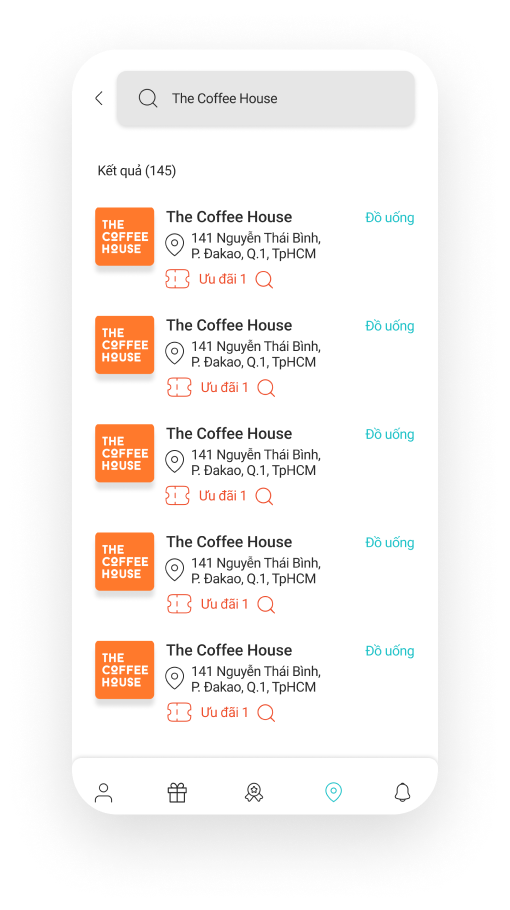 The Coffee House
Kết quả (145)
THE
COFFEE
HOUSE
The Coffee House
Đồ uống
141 Nguyễn Thái Bình,
P. Đakao, Q.1, TpHCM
Ưu đãi 1
THE
COFFEE
HOUSE
The Coffee House
Đồ uống
141 Nguyễn Thái Bình,
P. Đakao, Q.1, TpHCM
Ưu đãi 1
THE
COFFEE
HOUSE
The Coffee House
Đồ uống
141 Nguyễn Thái Bình,
P. Đakao, Q.1, TpHCM
Ưu đãi 1
THE
COFFEE
HOUSE
The Coffee House
Đồ uống
141 Nguyễn Thái Bình,
P. Đakao, Q.1, TpHCM
Ưu đãi 1
THE
COFFEE
HOUSE
The Coffee House
Đồ uống
141 Nguyễn Thái Bình,
P. Đakao, Q.1, TpHCM
Ưu đãi 1